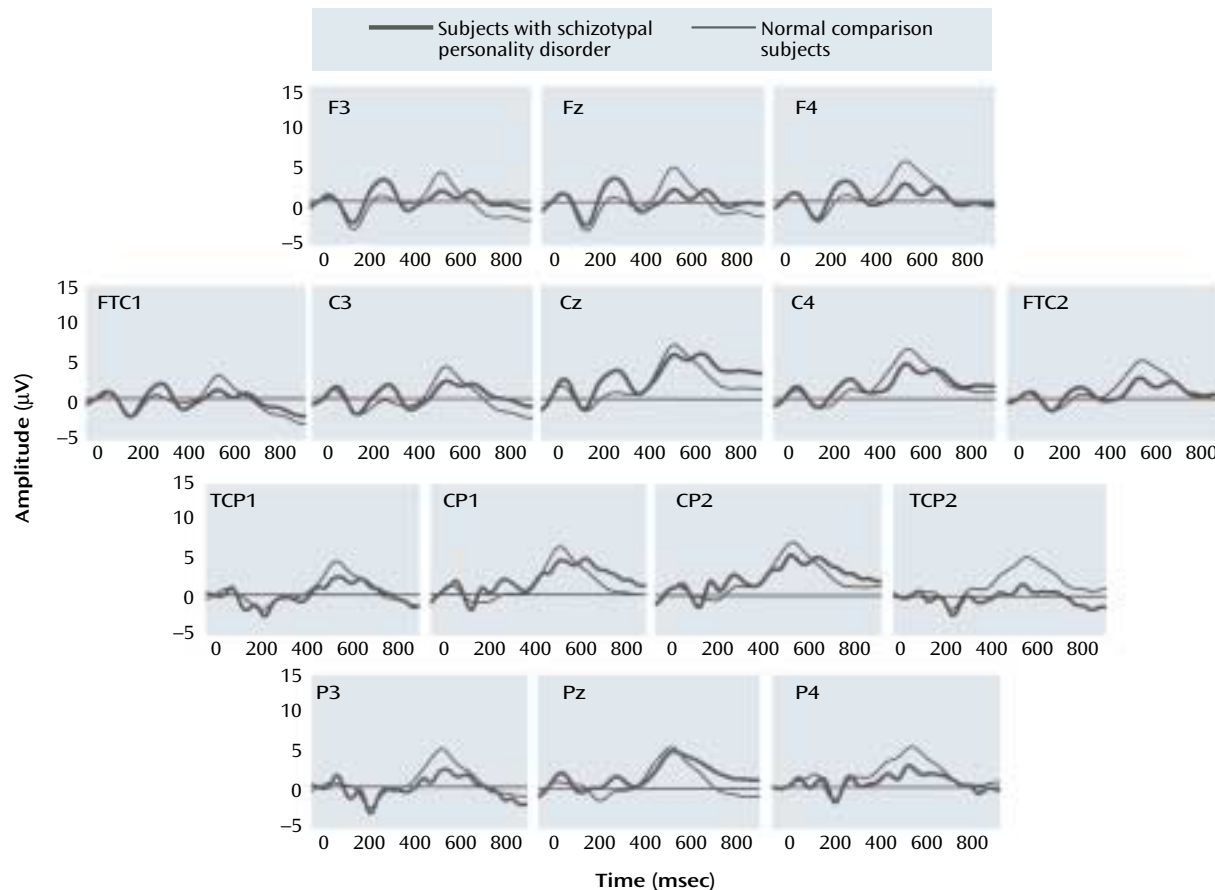 Subjects with schizotypal
personality disorder
Normal comparison
subjects
15
10
5
0
–5
F3
Fz
F4
0 200 400 600 800
0 200 400 600 800
0 200 400 600 800
15
10
5
0
–5
FTC1
C3
Cz
C4
FTC2
0 200 400 600 800
0 200 400 600 800
0 200 400 600 800
0 200 400 600 800
0 200 400 600 800
Amplitude (μV)
15
10
5
0
–5
TCP1
CP1
CP2
TCP2
0 200 400 600 800
0 200 400 600 800
0 200 400 600 800
0 200 400 600 800
15
10
5
0
–5
P3
Pz
P4
0 200 400 600 800
0 200 400 600 800
0 200 400 600 800
Time (msec)